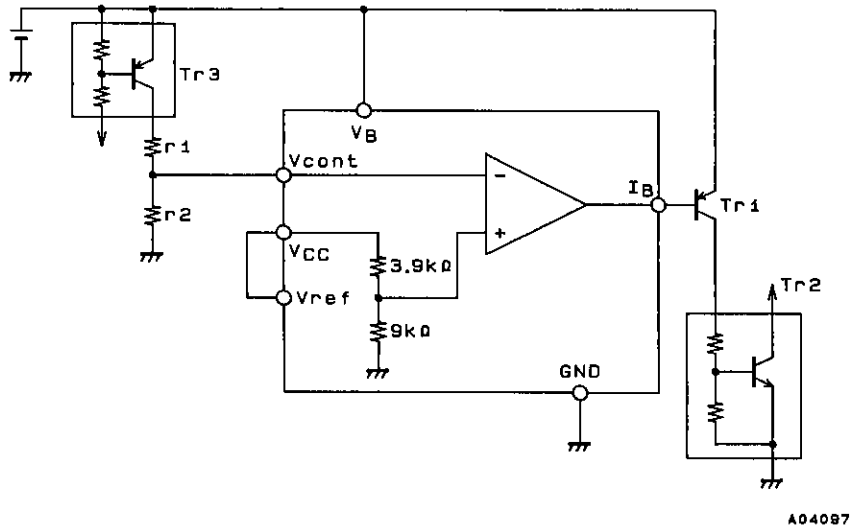 Tr3
VB
r1
Vcont
IB
Tr1
r2
VCC
3.9kΩ
Vref
9kΩ
Tr2
GND
−
+
A04097